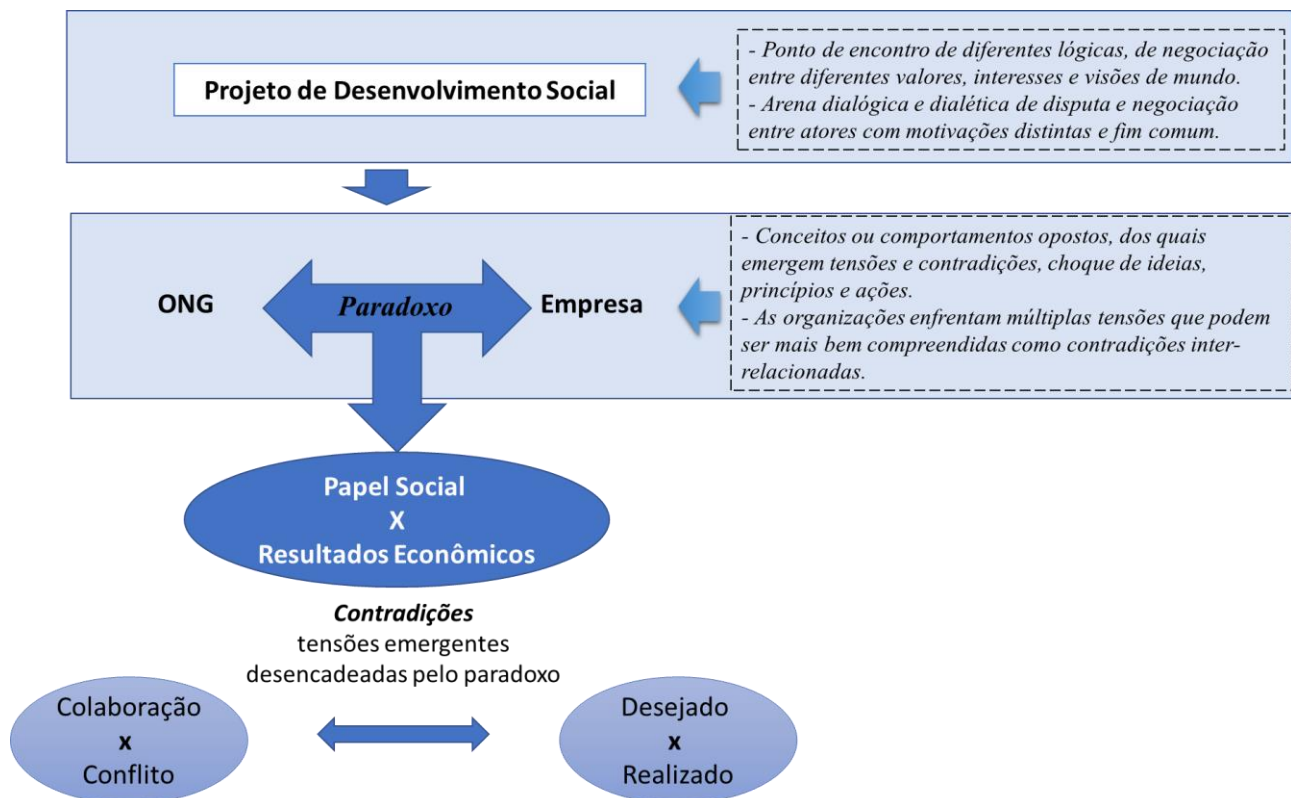 Projeto de Desenvolvimento Social
- Ponto de encontro de diferentes lógicas, de negociação
entre diferentes valores, interesses e visões de mundo.
- Arena dialógica e dialética de disputa e negociação
entre atores com motivações distintas e fim comum.
ONG
Paradoxo
Empresa
- Conceitos ou comportamentos opostos, dos quais
emergem tensões e contradições, choque de ideias,
princípios e ações.
- As organizações enfrentam múltiplas tensões que podem
ser mais bem compreendidas como contradições inter-
relacionadas.
Papel Social
X
Resultados Econômicos
Contradições
tensões emergentes
desencadeadas pelo paradoxo
Colaboração
x
Conflito
Desejado
x
Realizado